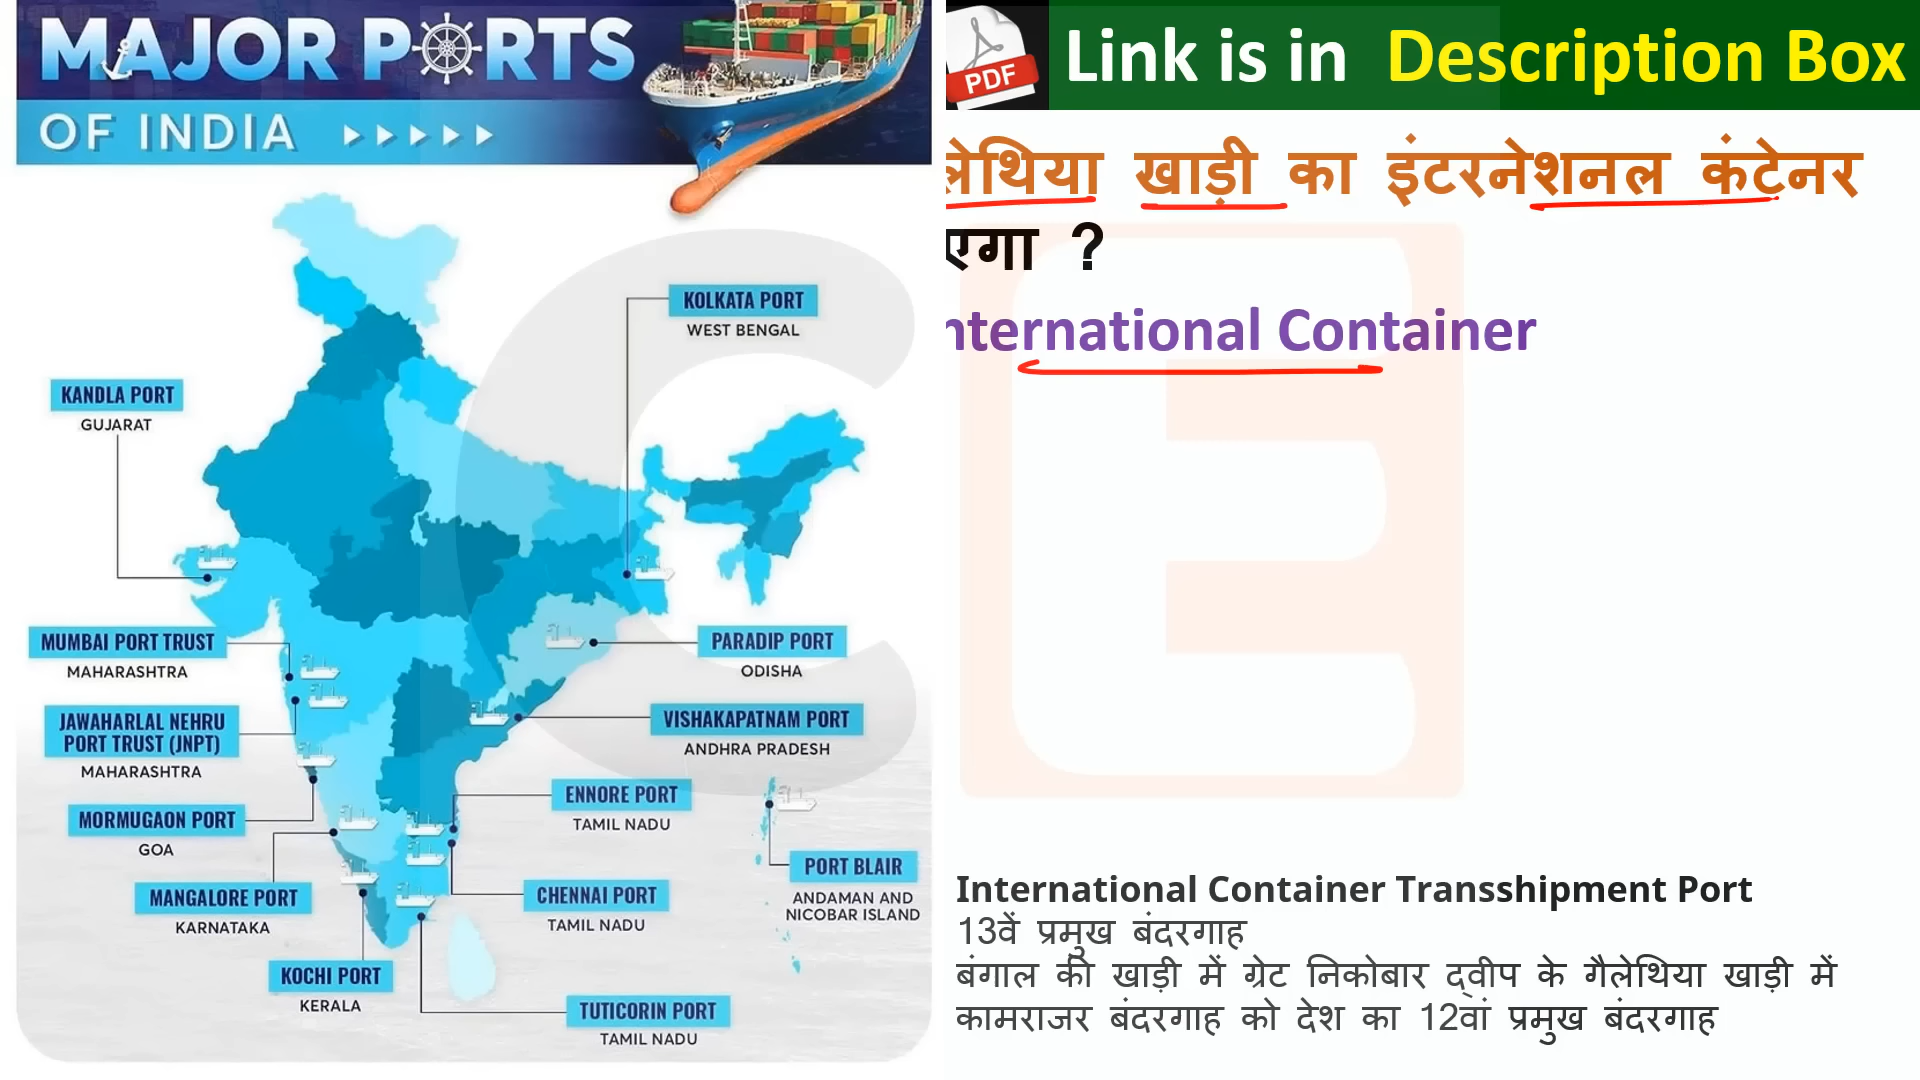 MAJOR PORTS
OF INDIA
KOLKATA PORT
WEST BENGAL
KANDLA PORT
GUJARAT
MUMBAI PORT TRUST
MAHARASHTRA
PARADIP PORT
ODISHA
JAWAHARLAL NEHRU
PORT TRUST (JNPT)
MAHARASHTRA
VISHAKAPATNAM PORT
ANDHRA PRADESH
MORMUGAON PORT
GOA
ENNORE PORT
TAMIL NADU
MANGALORE PORT
KARNATAKA
CHENNAI PORT
TAMIL NADU
PORT BLAIR
ANDAMAN AND
NICOBAR ISLAND
KOCHI PORT
KERALA
TUTICORIN PORT
TAMIL NADU
PDF
Link is in Description Box
लेथिया खाड़ी का इंटरनेशनल कंटेनर
एगा ?
nternational Container
International Container Transshipment Port
13वें प्रमुख बंदरगाह
बंगाल की खाड़ी में ग्रेट निकोबार द्वीप के गैलेथिया खाड़ी में
कामराजर बंदरगाह को देश का 12वां प्रमुख बंदरगाह